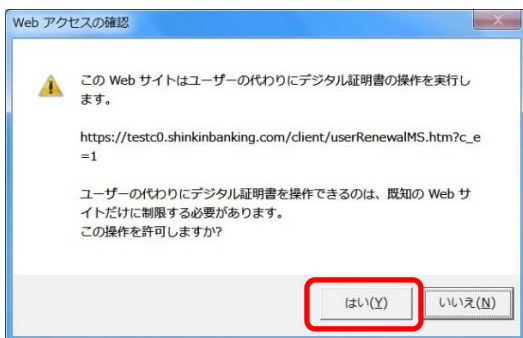 Web アクセスの確認
この Web サイトはユーザーの代わりにデジタル証明書の操作を実行し
ます。
https://testc0.shinkinbanking.com/client/userRenewalMS.htm?c_e
=1
ユーザーの代わりにデジタル証明書を操作できるのは、既知の Web サ
イトだけに制限する必要があります。
この操作を許可しますか?
はい(Y)
いいえ(N)